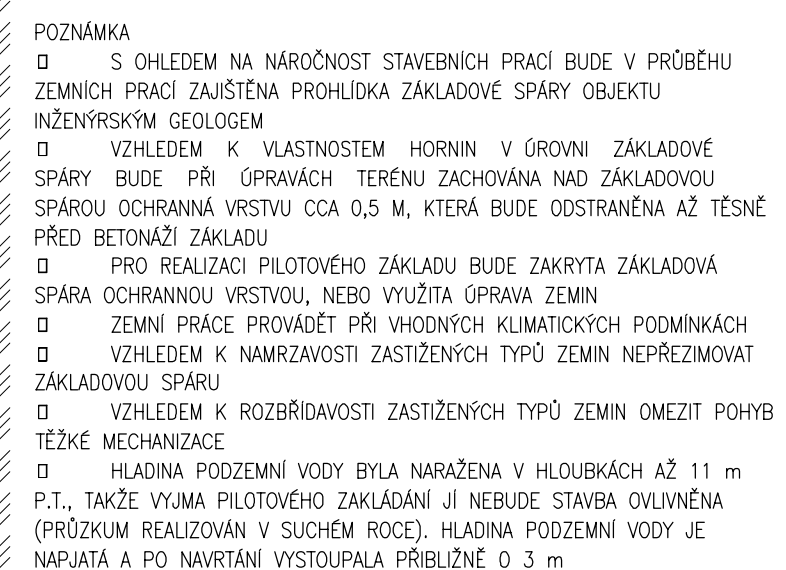 POZNÁMKA
▯ S OHLEDEM NA NÁROČNOST STAVEBNÍCH PRACÍ BUDE V PRŮBĚHU
ZEMNÍCH PRACÍ ZAJIŠTĚNA PROHLÍDKA ZÁKLADOVÉ SPÁRY OBJEKTU
INŽENÝRSKÝM GEOLOGEM
▯ VZHLEDEM K VLASTNOSTEM HORNIN V ÚROVNI ZÁKLADOVÉ
SPÁRY BUDE PŘI ÚPRAVÁCH TERÉNU ZACHOVÁNA NAD ZÁKLADOVOU
SPÁROU OCHRANNÁ VRSTVU CCA 0,5 M, KTERÁ BUDE ODSTRANĚNA AŽ TĚSNĚ
PŘED BETONÁŽÍ ZÁKLADU
▯ PRO REALIZACI PILOTOVÉHO ZÁKLADU BUDE ZAKRYTA ZÁKLADOVÁ
SPÁRA OCHRANNOU VRSTVOU, NEBO VYUŽITA ÚPRAVA ZEMIN
▯ ZEMNÍ PRÁCE PROVÁDĚT PŘI VHODNÝCH KLIMATICKÝCH PODMÍNKÁCH
▯ VZHLEDEM K NAMRZAVOSTI ZASTIŽENÝCH TYPŮ ZEMIN NEPŘEZIMOVAT
ZÁKLADOVOU SPÁRU
▯ VZHLEDEM K ROZBŘÍDAVOSTI ZASTIŽENÝCH TYPŮ ZEMIN OMEZIT POHYB
TĚŽKÉ MECHANIZACE
▯ HLADINA PODZEMNÍ VODY BYLA NARAŽENA V HLOUBKÁCH AŽ 11 m
P.T., TAKŽE VYJMA PILOTOVÉHO ZAKLÁDÁNÍ JÍ NEBUDE STAVBA OVLIVNĚNA
(PRŮZKUM REALIZOVÁN V SUCHÉM ROCE). HLADINA PODZEMNÍ VODY JE
NAPJATÁ A PO NAVRTÁNÍ VYSTOUPALA PŘIBLIŽNĚ O 3 m